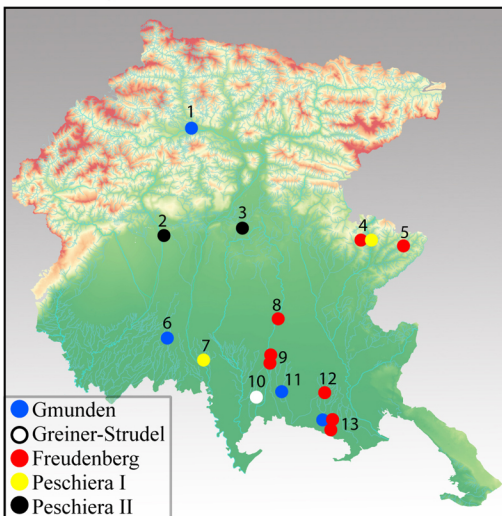 1
2
3
4
5
6
7
8
9
10
11
12
13
Gmunden
Greiner-Strudel
Freudenberg
Peschiera I
Peschiera II